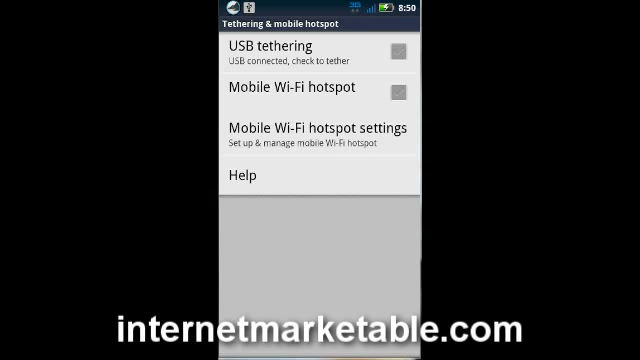 3G 8:50
Tethering & mobile hotspot
USB tethering
USB connected, check to tether
Mobile Wi-Fi hotspot
Mobile Wi-Fi hotspot settings
Set up & manage mobile Wi-Fi hotspot
Help
internetmarketable.com